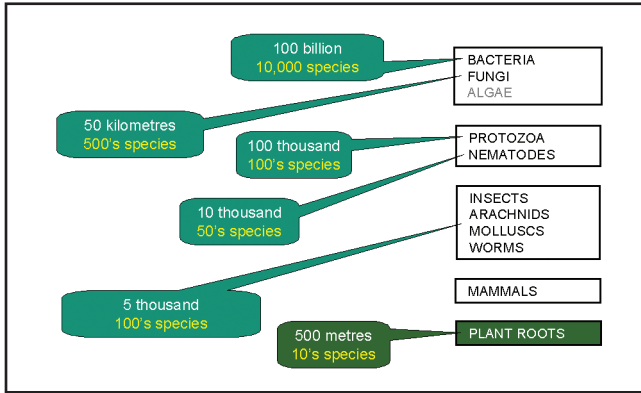 100 billion
10,000 species
BACTERIA
FUNGI
ALGAE
50 kilometres
500's species
100 thousand
100's species
PROTOZOA
NEMATODES
10 thousand
50's species
INSECTS
ARACHNIDS
MOLLUSCS
WORMS
5 thousand
100's species
MAMMALS
500 metres
10's species
PLANT ROOTS